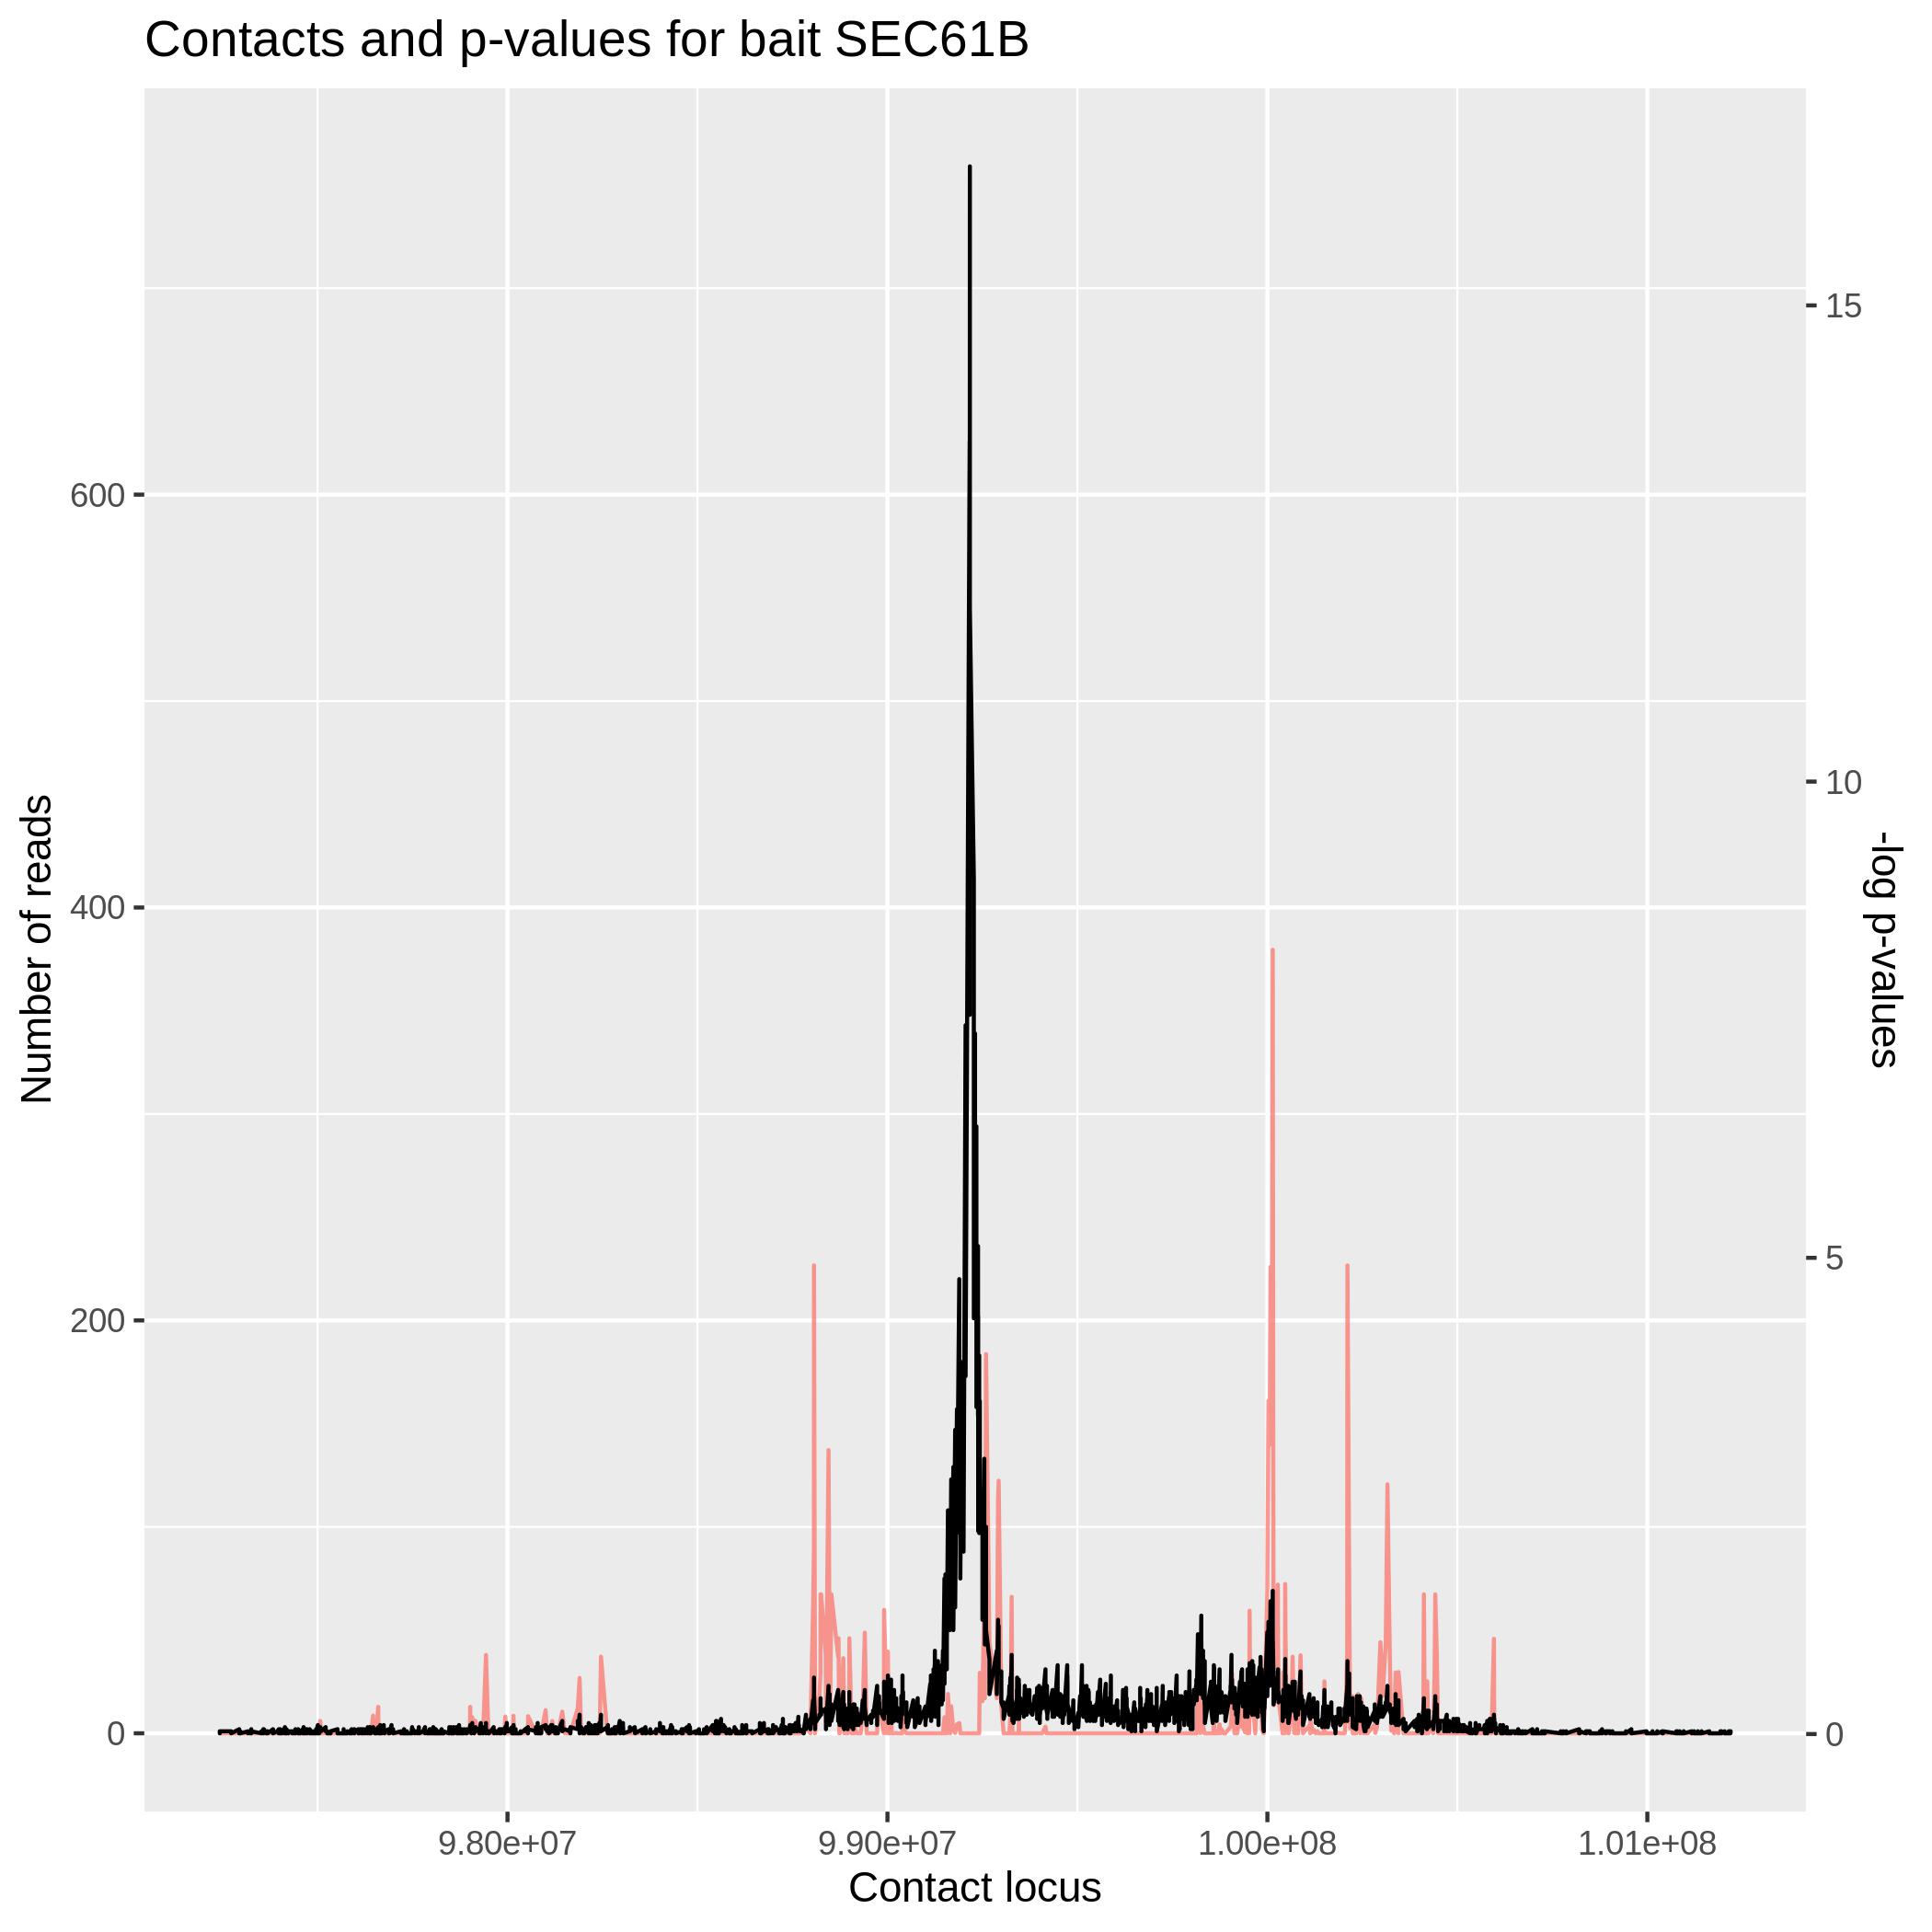 Contacts and p-values for bait SEC61B
Number of reads
600
400
200
0
15
10
5
0
-log p-values
9.80e+07
9.90e+07
1.00e+08
1.01e+08
Contact locus